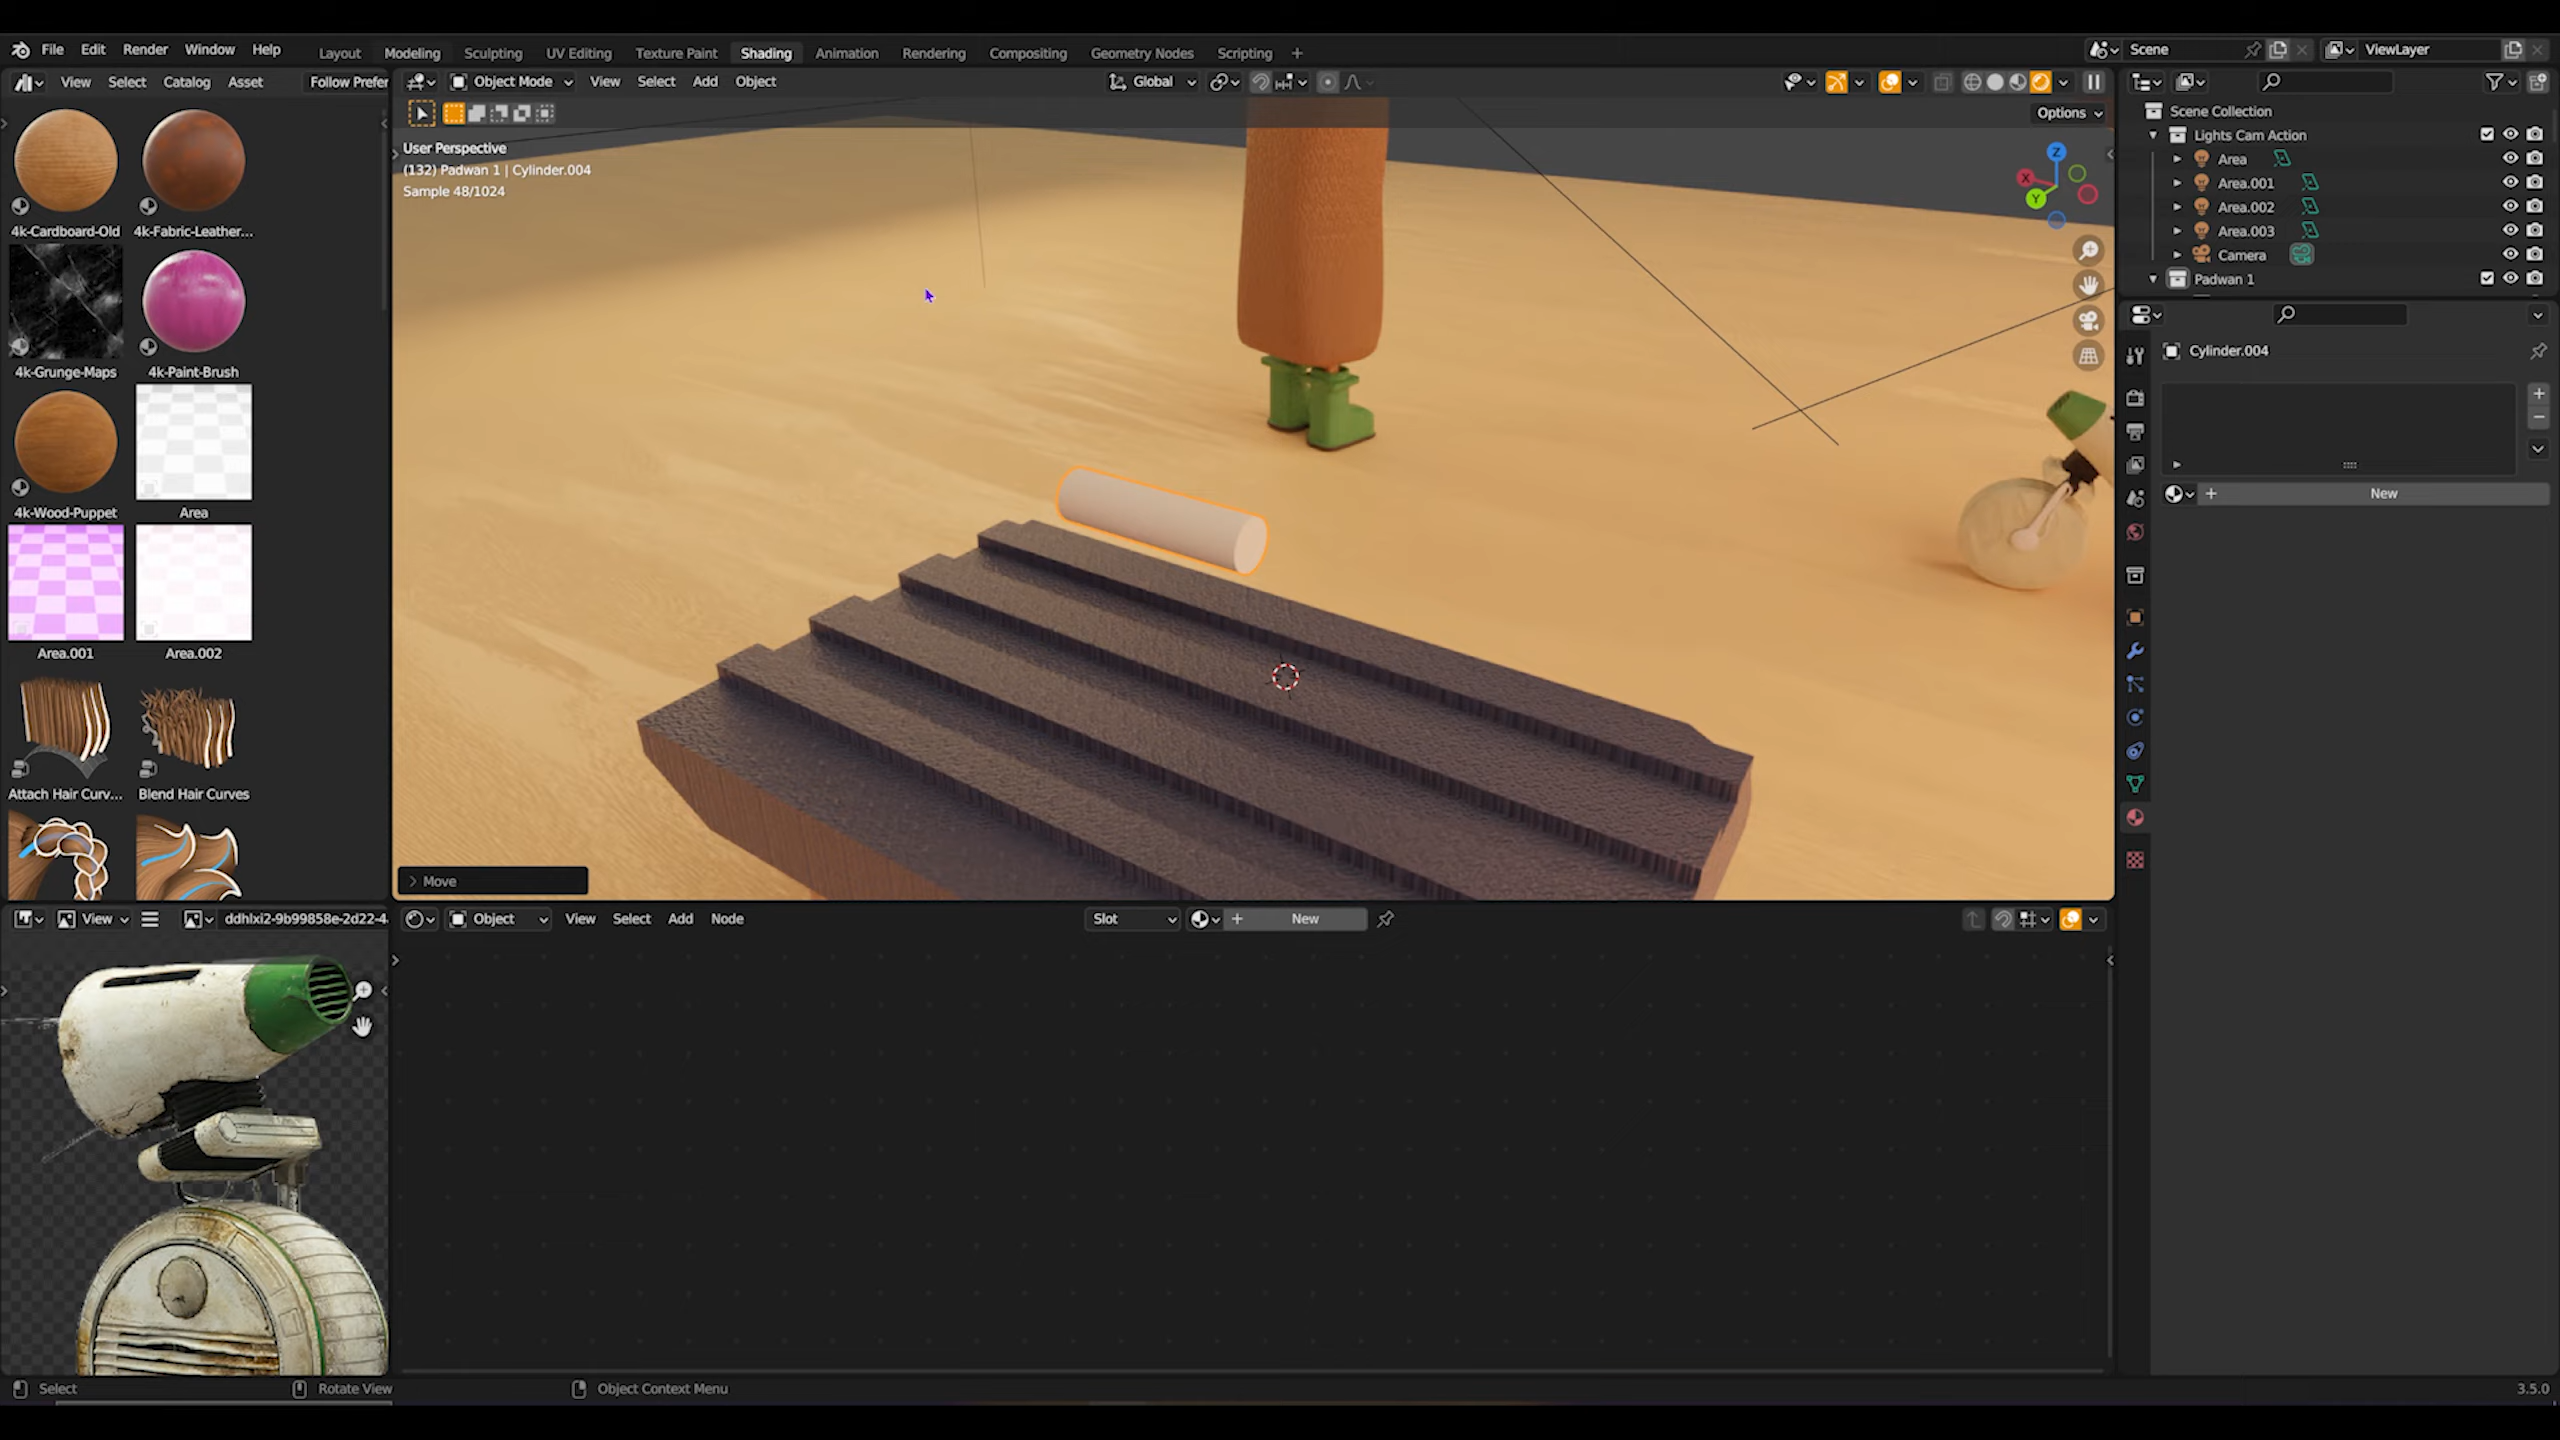 File Edit Render Window Help
Layout Modeling Sculpting UV Editing Texture Paint Shading Animation Rendering Compositing Geometry Nodes Scripting +
Scene
ViewLayer
View Select Catalog Asset Follow Prefer
Object Mode View Select Add Object
Global
Options
User Perspective
(132) Padwan 1 | Cylinder.004
Sample 48/1024
Z
X
Y
4k-Cardboard-Old
4k-Fabric-Leather...
4k-Grunge-Maps
4k-Paint-Brush
4k-Wood-Puppet
Area
Area.001
Area.002
Attach Hair Curv...
Blend Hair Curves
Move
Scene Collection
Lights Cam Action
Area
Area.001
Area.002
Area.003
Camera
Padwan 1
Cylinder.004
New
View
ddhlxi2-9b99858e-2d22-4
Object View Select Add Node
Slot
New
Select
Rotate View
Object Context Menu
3.5.0